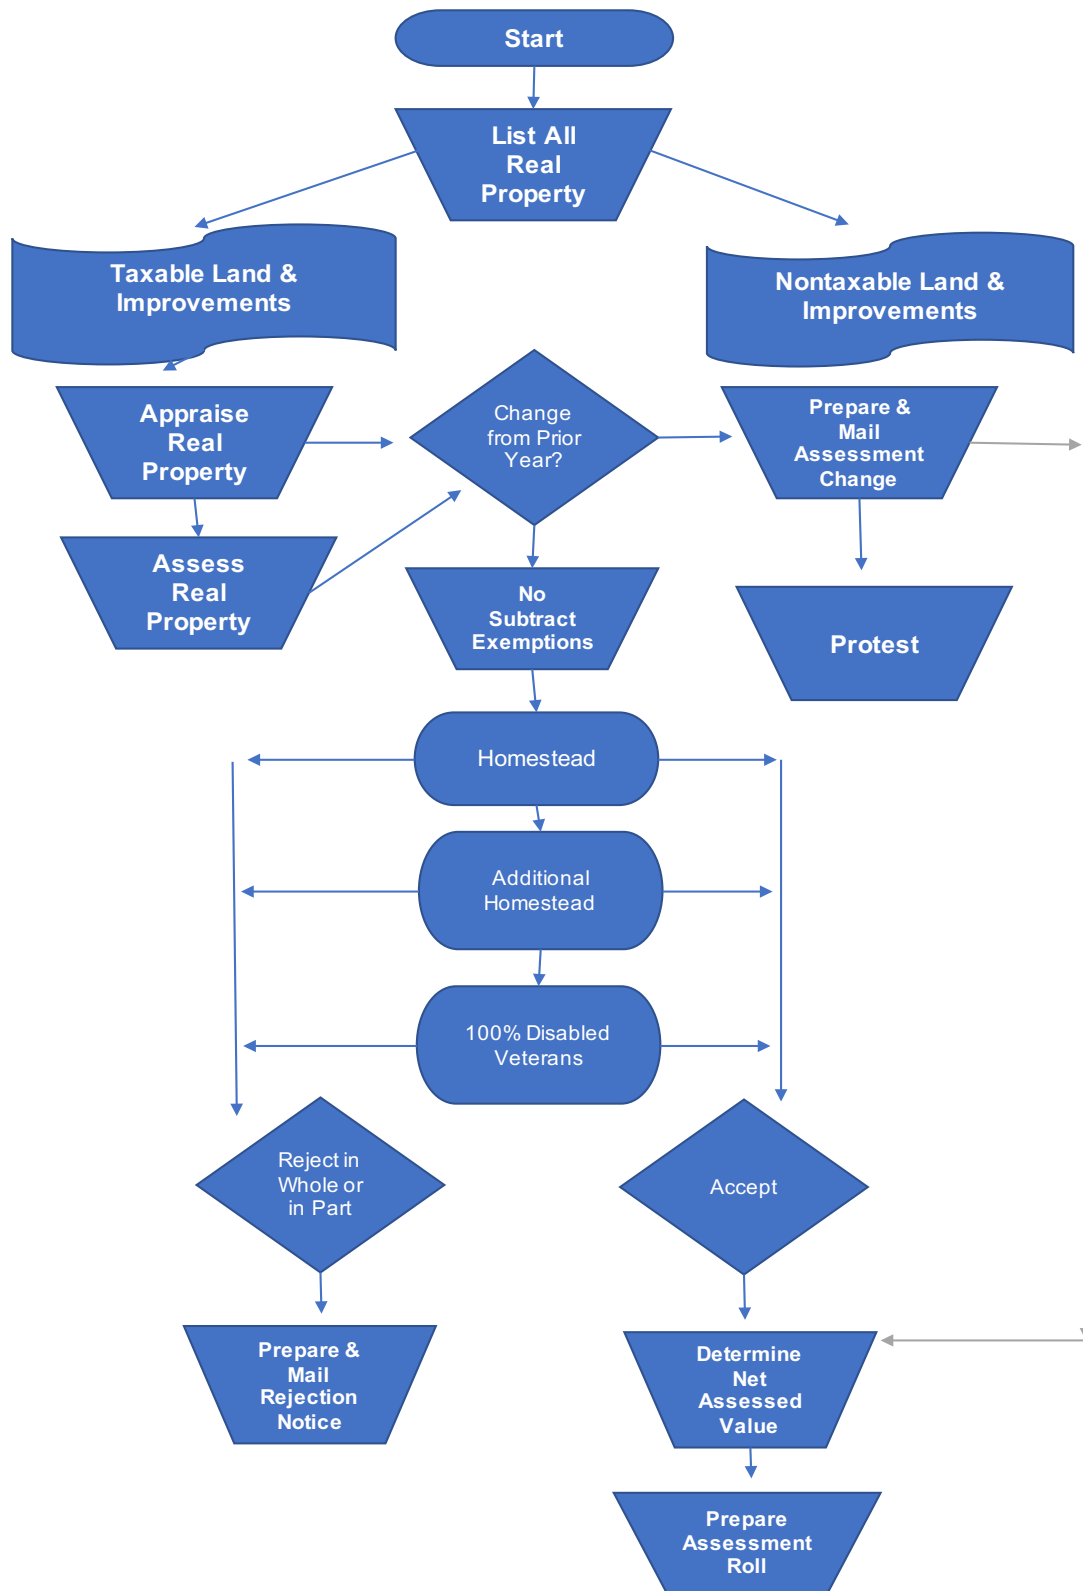 Start
List All
Real
Property
Taxable Land &
Improvements
Nontaxable Land &
Improvements
Appraise
Real
Property
Change
from Prior
Year?
Prepare &
Mail
Assessment
Change
Assess
Real
Property
No
Subtract
Exemptions
Protest
Homestead
Additional
Homestead
100% Disabled
Veterans
Reject in
Whole or
in Part
Accept
Prepare &
Mail
Rejection
Notice
Determine
Net
Assessed
Value
Prepare
Assessment
Roll